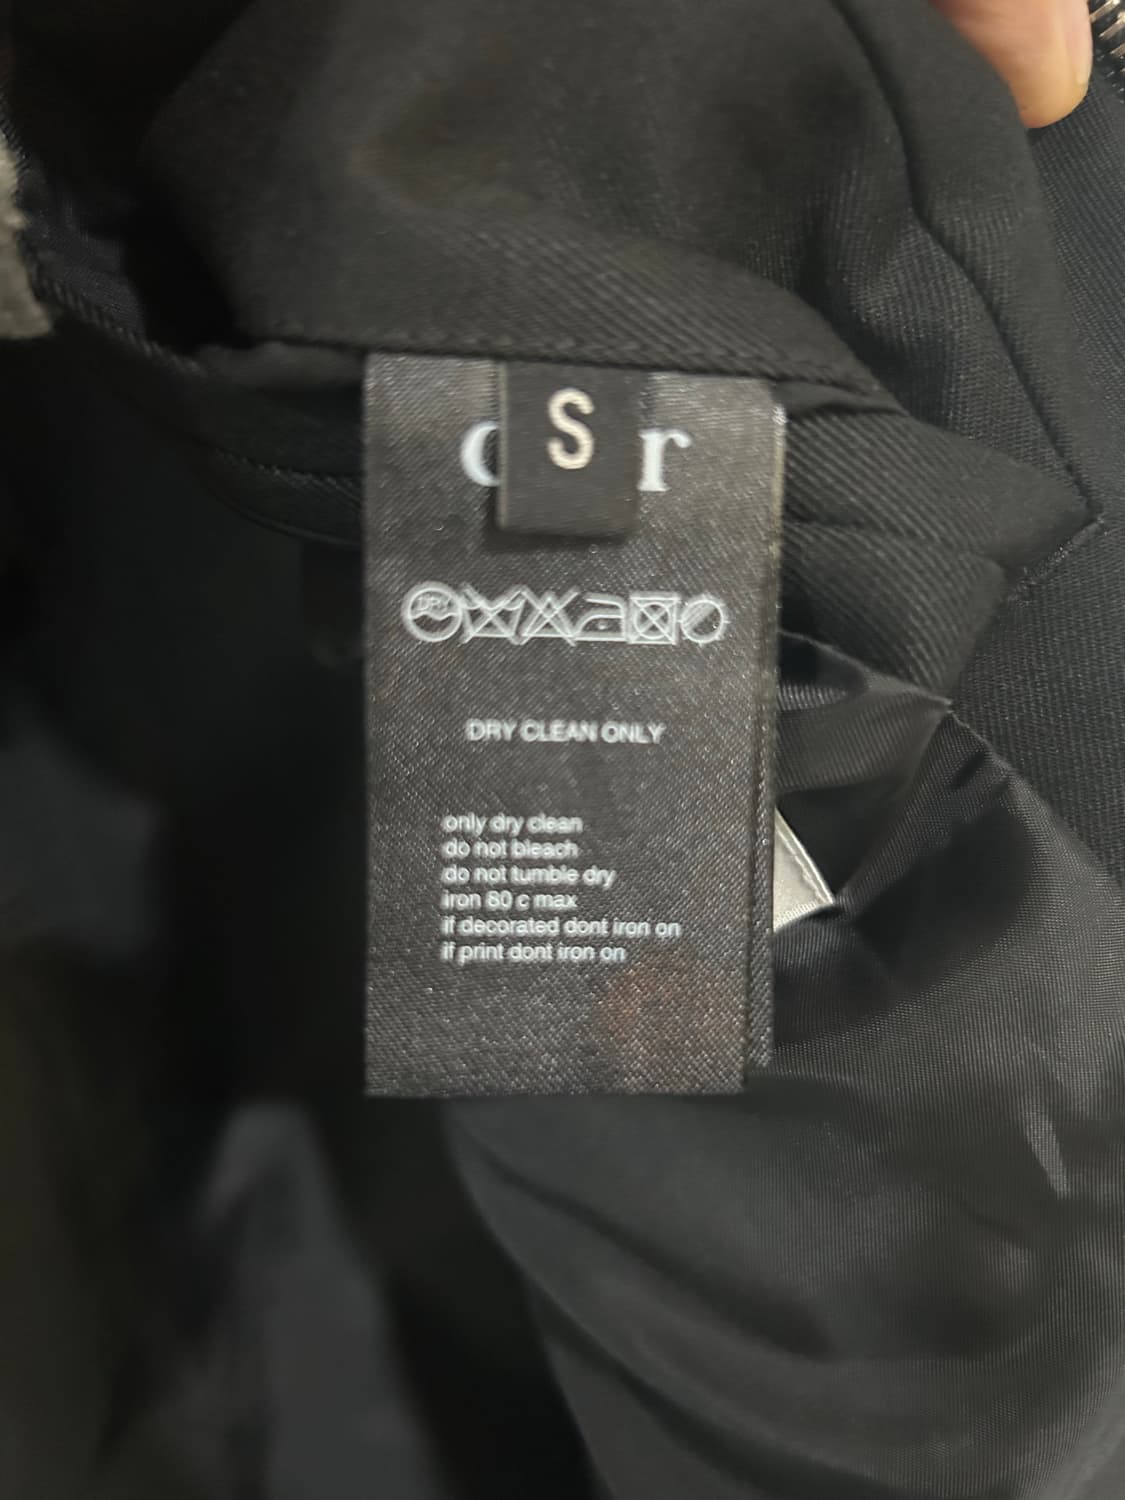 S
DRY CLEAN ONLY
only dry clean
do not bleach
do not tumble dry
iron 80 c max
if decorated dont iron on
if print dont iron on